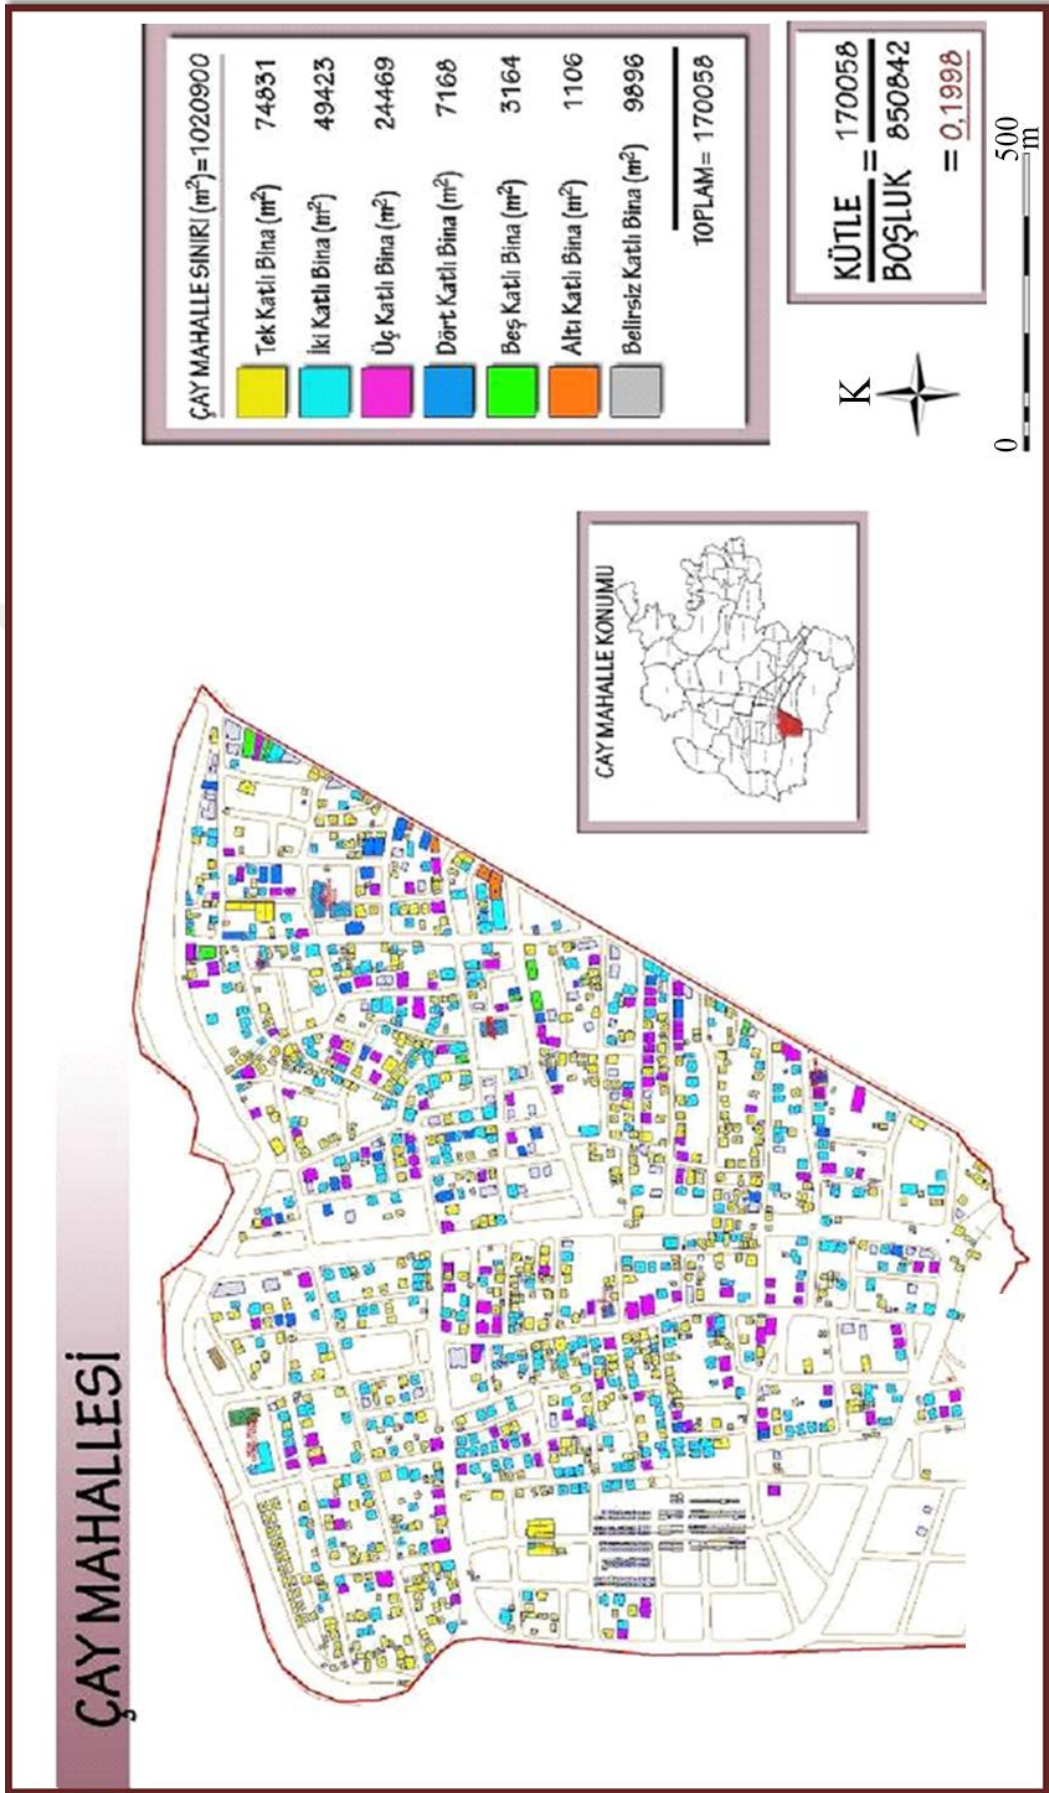 ÇAY MAHALLESİ
ÇAY MAHALLE SINIRI (m²)=1020900
Tek Katlı Bina (m²) 74831
İki Katlı Bina (m²) 49423
Üç Katlı Bina (m²) 24469
Dört Katlı Bina (m²) 7168
Beş Katlı Bina (m²) 3164
Altı Katlı Bina (m²) 1106
Belirsiz Katlı Bina (m²) 9896
TOPLAM= 170058
KÜTLE = 170058
BOŞLUK 850842
= 0,1998
ÇAY MAHALLE KONUMU
K
0 500
m